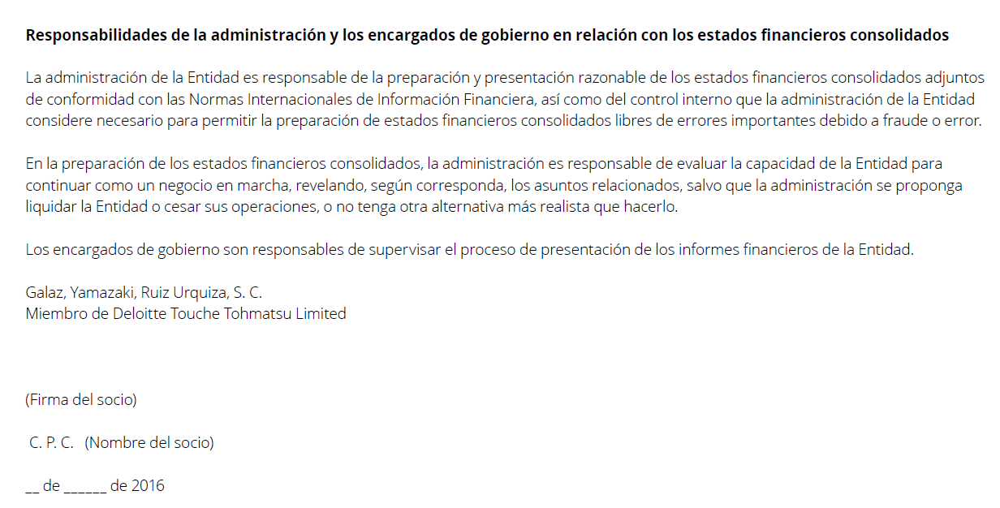 Responsabilidades de la administración y los encargados de gobierno en relación con los estados financieros consolidados
La administración de la Entidad es responsable de la preparación y presentación razonable de los estados financieros consolidados adjuntos
de conformidad con las Normas Internacionales de Información Financiera, así como del control interno que la administración de la Entidad
considere necesario para permitir la preparación de estados financieros consolidados libres de errores importantes debido a fraude o error.
En la preparación de los estados financieros consolidados, la administración es responsable de evaluar la capacidad de la Entidad para
continuar como un negocio en marcha, revelando, según corresponda, los asuntos relacionados, salvo que la administración se proponga
liquidar la Entidad o cesar sus operaciones, o no tenga otra alternativa más realista que hacerlo.
Los encargados de gobierno son responsables de supervisar el proceso de presentación de los informes financieros de la Entidad.
Galaz, Yamazaki, Ruiz Urquiza, S. C.
Miembro de Deloitte Touche Tohmatsu Limited
(Firma del socio)
C. P. C. (Nombre del socio)
__ de ______ de 2016